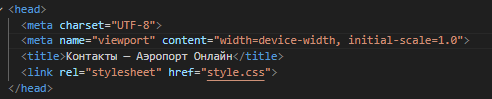 <head>
<meta charset="UTF-8">
<meta name="viewport" content="width=device-width, initial-scale=1.0">
<title>Контакты — Аэропорт Онлайн</title>
<link rel="stylesheet" href="style.css">
</head>